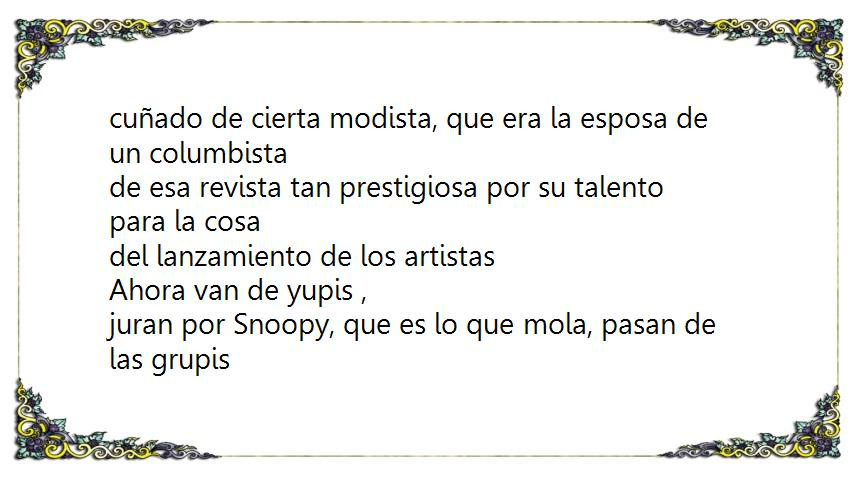 cuñado de cierta modista, que era la esposa de
un columbista
de esa revista tan prestigiosa por su talento
para la cosa
del lanzamiento de los artistas
Ahora van de yupis ,
juran por Snoopy, que es lo que mola, pasan de
las grupis